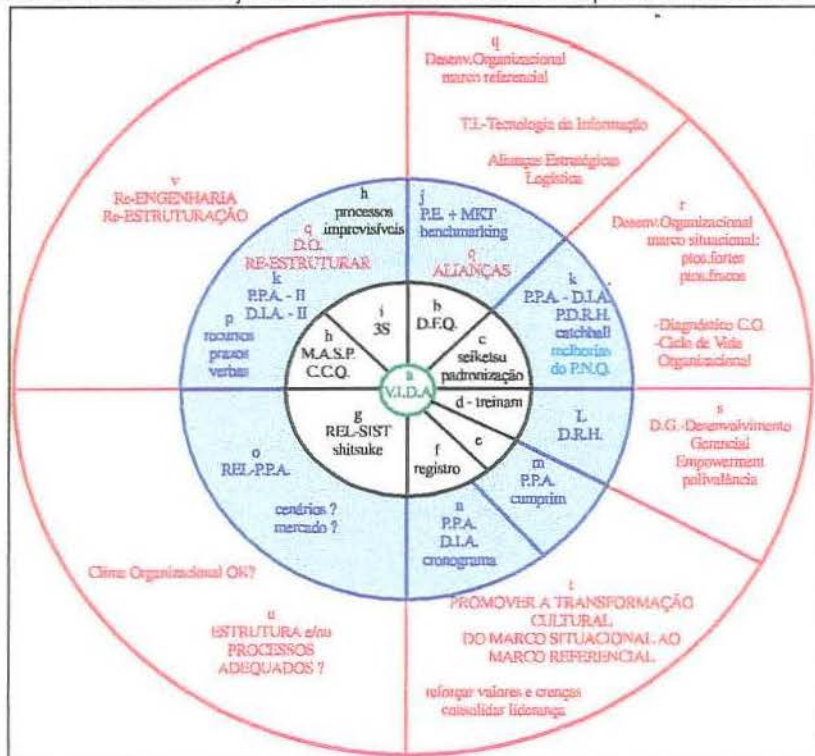 q
Desenv.Organizacional
marco referencial
T.I.-Tecnologia da Informação
Alianças Estratégicas
Logística
v
Re-ENGENHARIA
Re-ESTRUTURAÇÃO
r
Desenv.Organizacional
marco situacional:
ptos.fortes
ptos.fracos
-Diagnóstico C.O.
-Ciclo de Vida
Organizacional
h
processos
imprevisíveis
q
D.O.
RE-ESTRUTURAR
k
P.P.A. - II
D.I.A. - II
p
recursos
prazos
verbas
j
P.E. + MKT
benchmarking
q
ALIANÇAS
k
P.P.A. - D.I.A.
P.D.R.H.
catchball
melhorias
do P.N.Q.
i
3S
b
D.F.Q.
h
M.A.S.P.
C.C.Q.
c
seiketsu
padronização
a
V.I.D.A
d - treinam
e
g
REL-SIST
shitsuke
f
registro
L
D.R.H.
m
P.P.A.
cumprim
n
P.P.A.
D.I.A.
cronograma
o
REL-P.P.A.
cenários ?
mercado ?
s
D.G.-Desenvolvimento
Gerencial
Empowerment
polivalência
Clima Organizacional OK?
u
ESTRUTURA e/ou
PROCESSOS
ADEQUADOS ?
t
PROMOVER A TRANSFORMAÇÃO
CULTURAL
DO MARCO SITUACIONAL AO
MARCO REFERENCIAL
reforçar valores e crenças
consolidar liderança